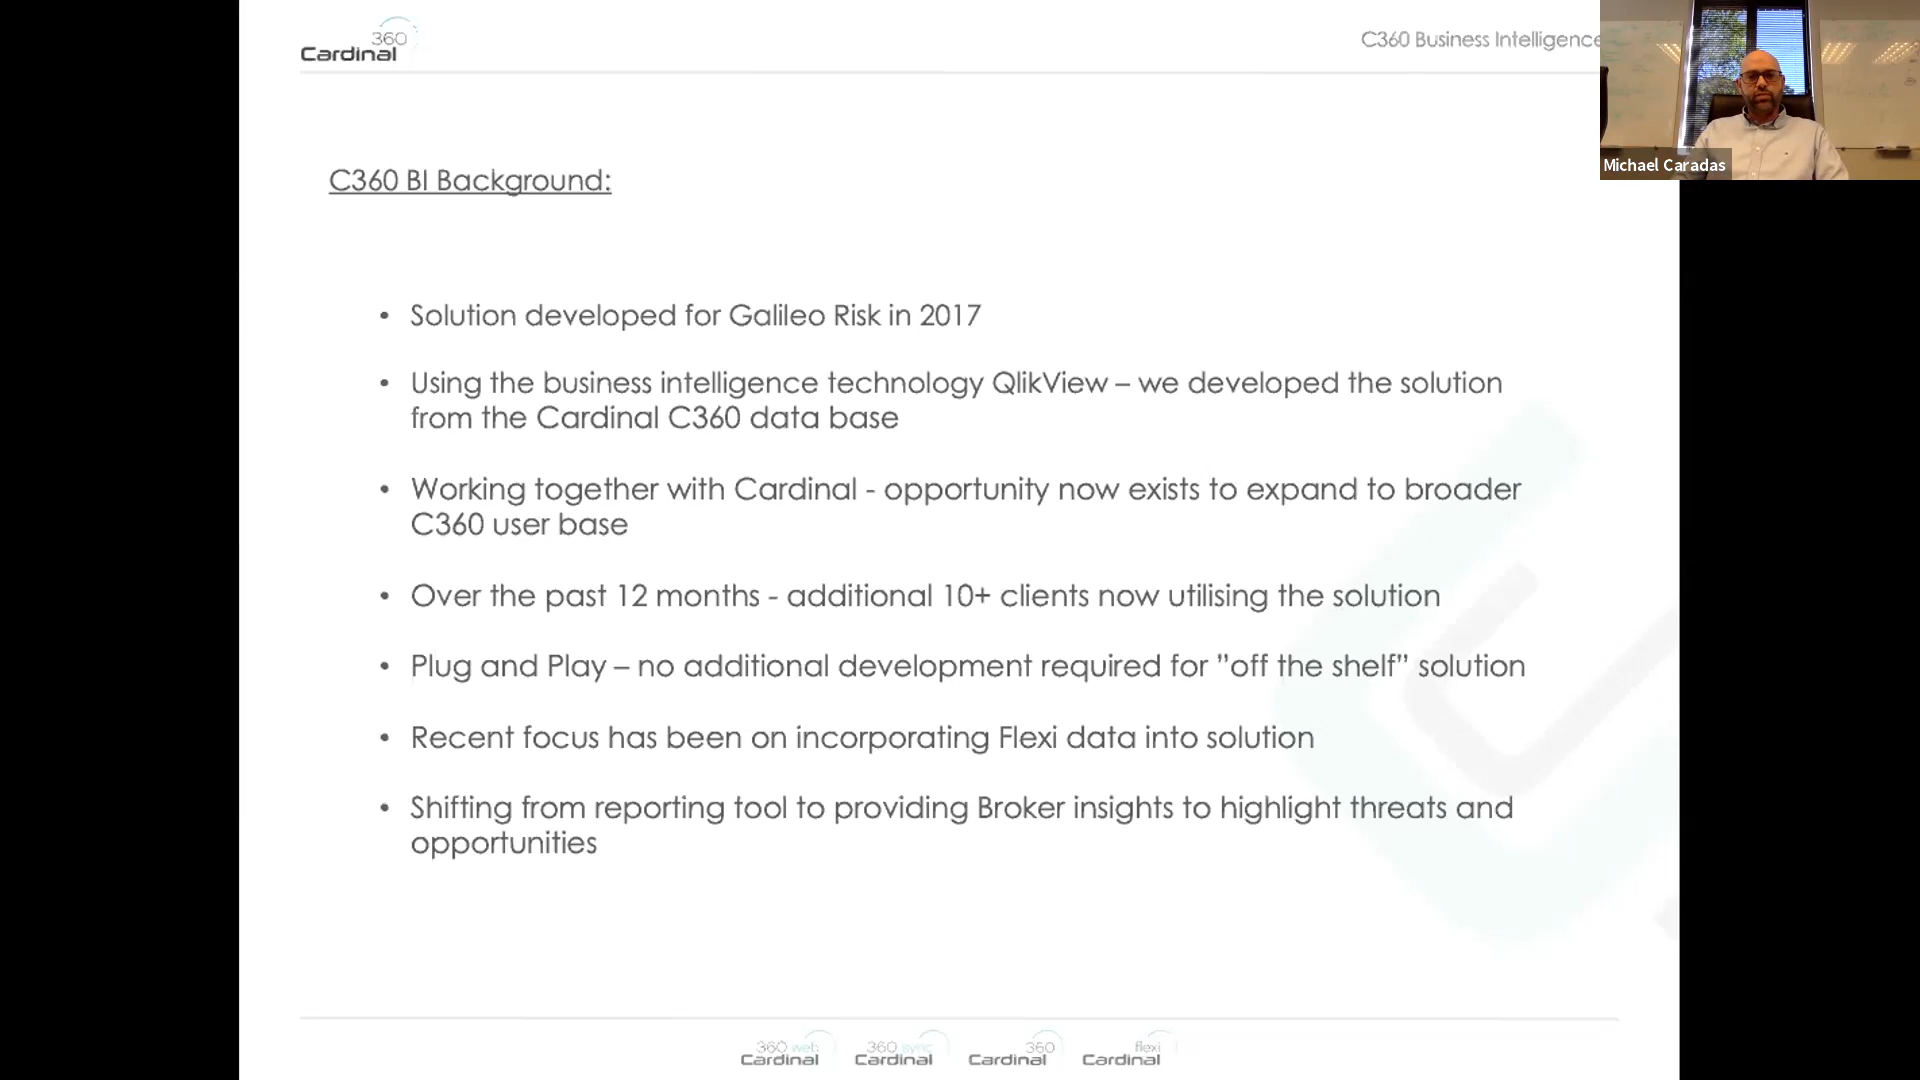 360
Cardinal
C360 Business Intelligence
Michael Caradas
C360 BI Background:
• Solution developed for Galileo Risk in 2017
• Using the business intelligence technology QlikView – we developed the solution
from the Cardinal C360 data base
• Working together with Cardinal - opportunity now exists to expand to broader
C360 user base
• Over the past 12 months - additional 10+ clients now utilising the solution
• Plug and Play – no additional development required for ”off the shelf” solution
• Recent focus has been on incorporating Flexi data into solution
• Shifting from reporting tool to providing Broker insights to highlight threats and
opportunities
360 web
Cardinal
360 sync
Cardinal
360
Cardinal
flexi
Cardinal